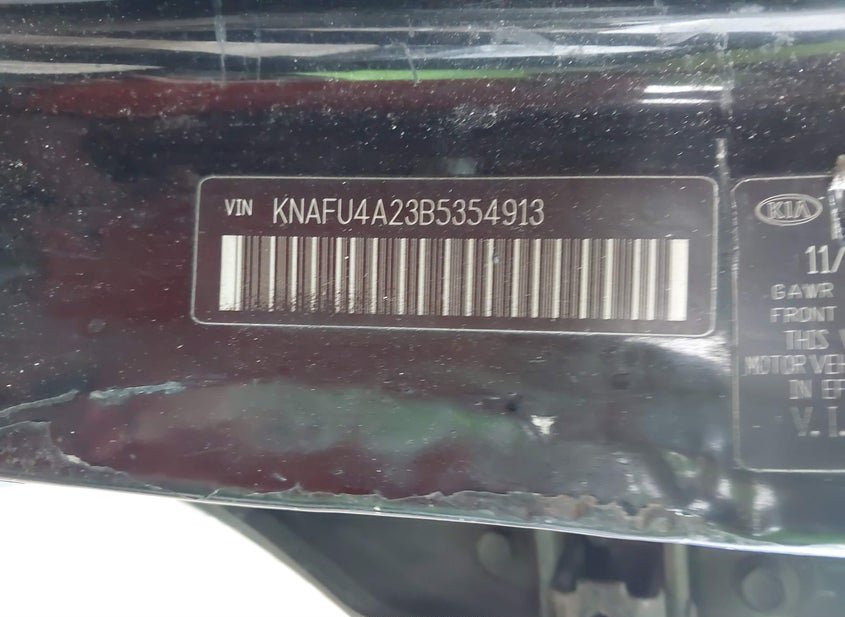 VIN KNAFU4A23B5354913
KIA
11/
GAWR
FRONT
THIS
MOTOR VEH
IN EF
V.I.